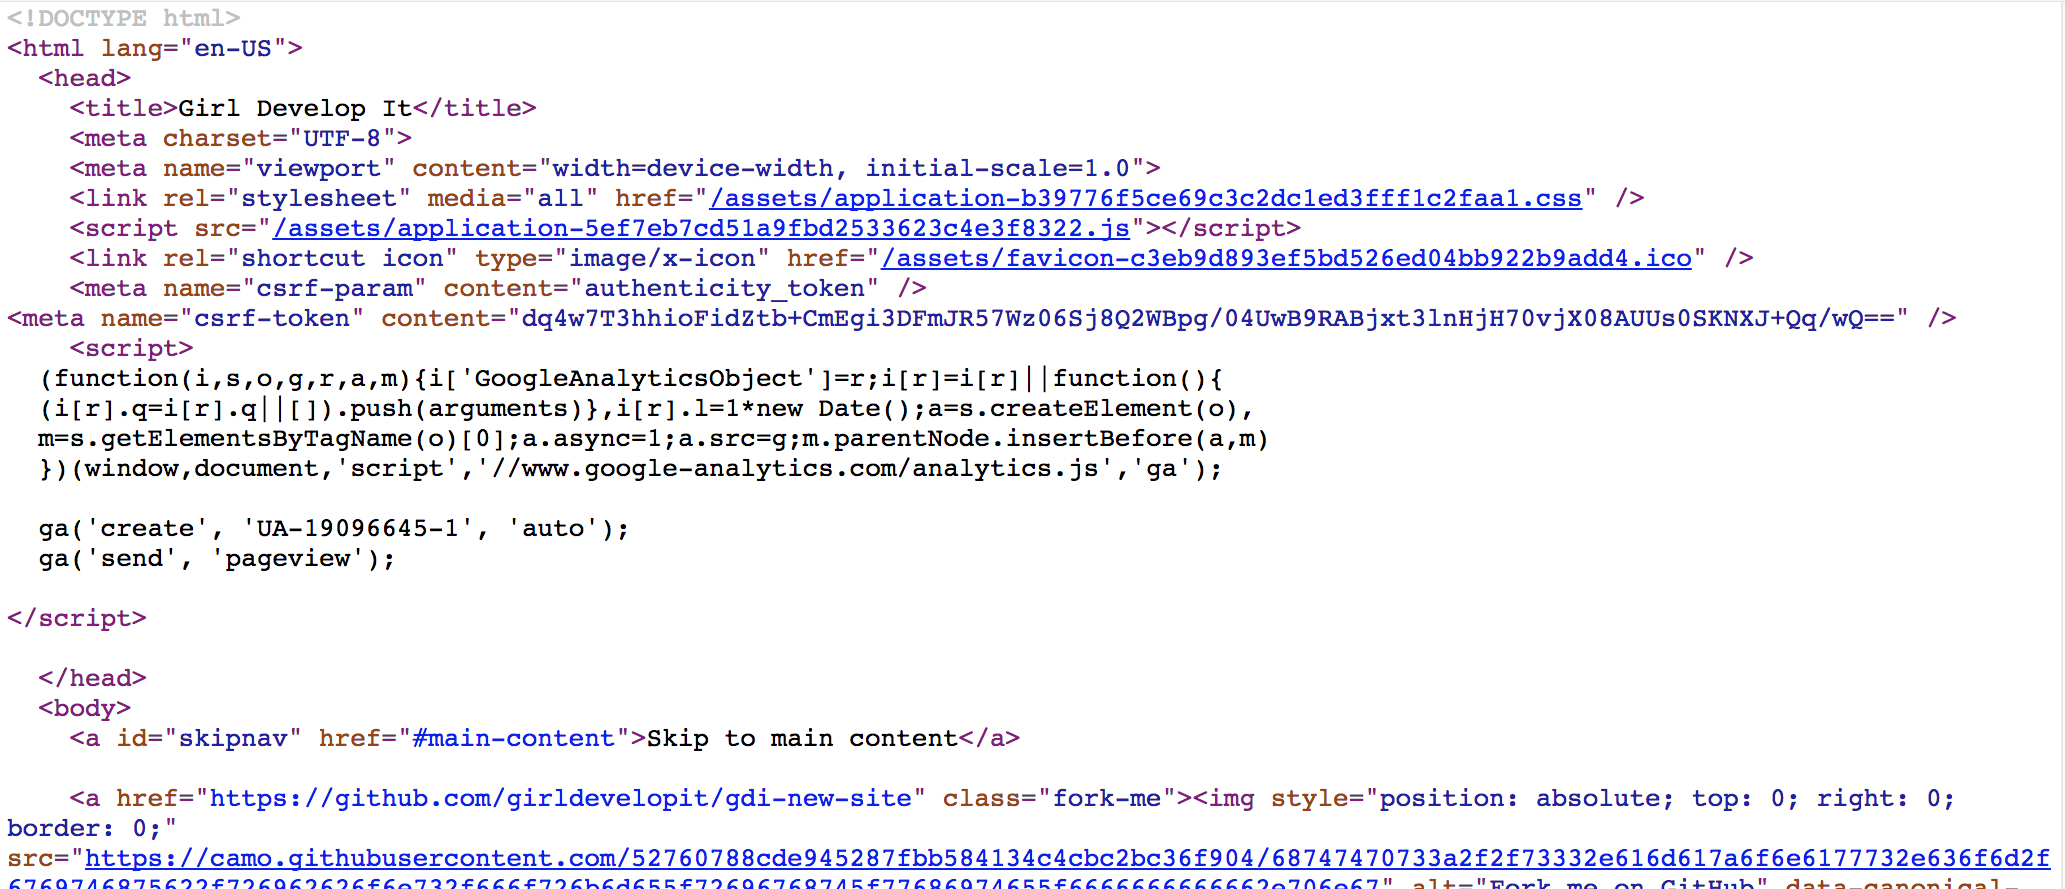 <!DOCTYPE html>
<html lang="en-US">
  <head>
    <title>Girl Develop It</title>
    <meta charset="UTF-8">
    <meta name="viewport" content="width=device-width, initial-scale=1.0">
    <link rel="stylesheet" media="all" href="/assets/application-b39776f5ce69c3c2dc1ed3fff1c2faa1.css" />
    <script src="/assets/application-5ef7eb7cd51a9fbd2533623c4e3f8322.js"></script>
    <link rel="shortcut icon" type="image/x-icon" href="/assets/favicon-c3eb9d893ef5bd526ed04bb922b9add4.ico" />
    <meta name="csrf-param" content="authenticity_token" />
<meta name="csrf-token" content="dq4w7T3hhioFidZtb+CmEgi3DFmJR57Wz06Sj8Q2WBpg/04UwB9RABjxt3lnHjH70vjX08AUUs0SKNXJ+Qq/wQ==" />
    <script>
  (function(i,s,o,g,r,a,m){i['GoogleAnalyticsObject']=r;i[r]=i[r]||function(){
  (i[r].q=i[r].q||[]).push(arguments)},i[r].l=1*new Date();a=s.createElement(o),
  m=s.getElementsByTagName(o)[0];a.async=1;a.src=g;m.parentNode.insertBefore(a,m)
  })(window,document,'script','//www.google-analytics.com/analytics.js','ga');
  ga('create', 'UA-19096645-1', 'auto');
  ga('send', 'pageview');
</script>
  </head>
  <body>
    <a id="skipnav" href="#main-content">Skip to main content</a>
    <a href="https://github.com/girldevelopit/gdi-new-site" class="fork-me"><img style="position: absolute; top: 0; right: 0;
border: 0;"
src="https://camo.githubusercontent.com/52760788cde945287fbb584134c4cbc2bc36f904/68747470733a2f2f73332e616d617a6f6e6177732e636f6d2f
6769746875622f726962626f6e732f666f726b6d655f72696768745f77686974655f6666666666662e706e67" alt="Fork me on GitHub" data-canonical-